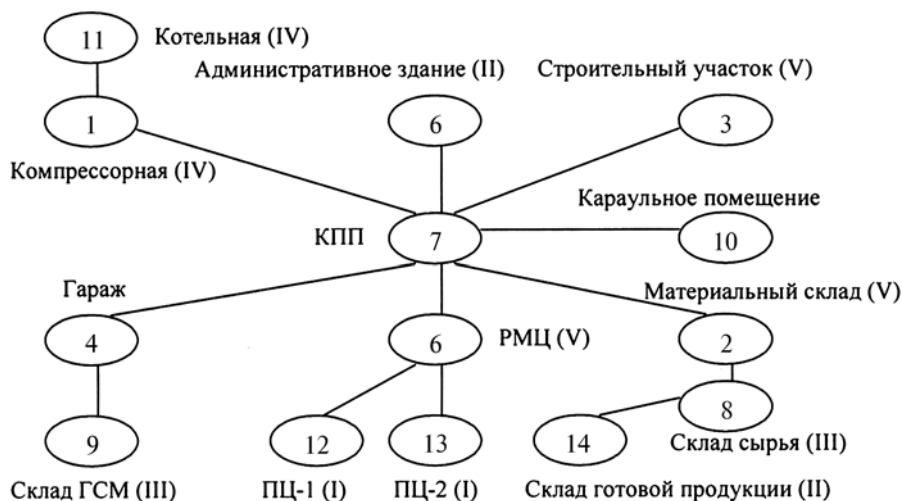 11 Котельная (IV)
Административное здание (II) Строительный участок (V)
1 6 3
Компрессорная (IV)
Караульное помещение
КПП 7 10
Гараж Материальный склад (V)
4 6 РМЦ (V) 2
8
9 12 13 14 Склад сырья (III)
Склад ГСМ (III) ПЦ-1 (I) ПЦ-2 (I) Склад готовой продукции (II)